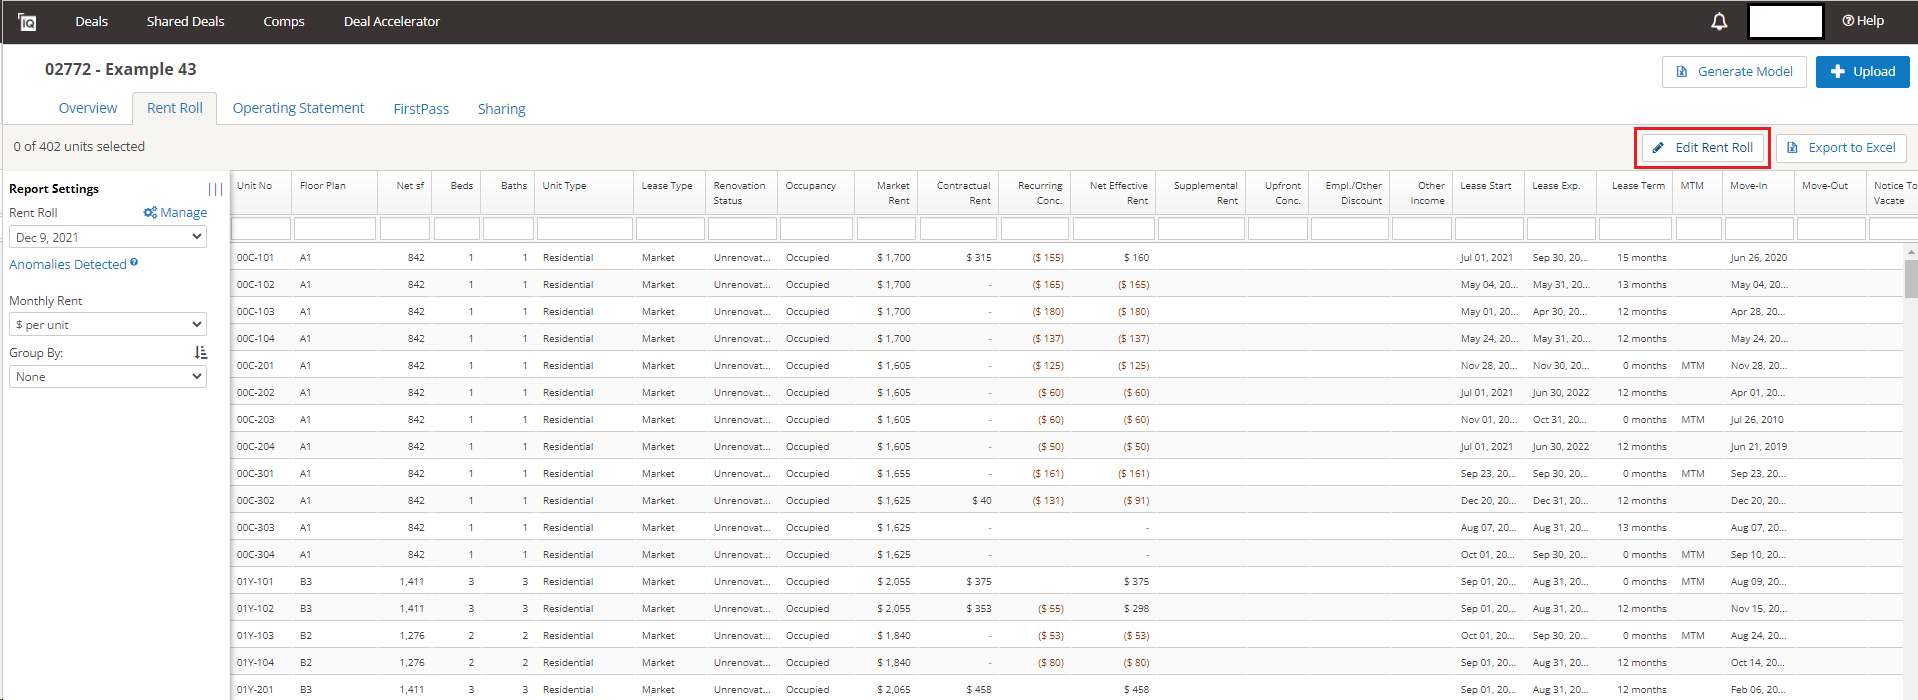 IQ Deals Shared Deals Comps Deal Accelerator Help
02772 - Example 43
Generate Model Upload
Overview Rent Roll Operating Statement FirstPass Sharing
0 of 402 units selected Edit Rent Roll Export to Excel
Report Settings
Rent Roll Manage
Dec 9, 2021
Anomalies Detected ?
Monthly Rent
$ per unit
Group By:
None
Unit No Floor Plan Net sf Beds Baths Unit Type Lease Type Renovation Status Occupancy Market Rent Contractual Rent Recurring Conc. Net Effective Rent Supplemental Rent Upfront Conc. Empl./Other Discount Other Income Lease Start Lease Exp. Lease Term MTM Move-In Move-Out Notice To Vacate
00C-101 A1 842 1 1 Residential Market Unrenovat... Occupied $ 1,700 $ 315 ($ 155) $ 160 Jul 01, 2021 Sep 30, 20... 15 months Jun 26, 2020
00C-102 A1 842 1 1 Residential Market Unrenovat... Occupied $ 1,700 - ($ 165) ($ 165) May 04, 20... May 31, 20... 13 months May 04, 20...
00C-103 A1 842 1 1 Residential Market Unrenovat... Occupied $ 1,700 - ($ 180) ($ 180) May 01, 20... Apr 30, 20... 12 months Apr 28, 20...
00C-104 A1 842 1 1 Residential Market Unrenovat... Occupied $ 1,700 - ($ 137) ($ 137) May 24, 20... May 31, 20... 12 months May 24, 20...
00C-201 A1 842 1 1 Residential Market Unrenovat... Occupied $ 1,605 - ($ 125) ($ 125) Nov 28, 20... Nov 30, 20... 0 months MTM Nov 28, 20...
00C-202 A1 842 1 1 Residential Market Unrenovat... Occupied $ 1,605 - ($ 60) ($ 60) Jul 01, 2021 Jun 30, 2022 12 months Apr 01, 20...
00C-203 A1 842 1 1 Residential Market Unrenovat... Occupied $ 1,605 - ($ 60) ($ 60) Nov 01, 20... Oct 31, 20... 0 months MTM Jul 26, 2010
00C-204 A1 842 1 1 Residential Market Unrenovat... Occupied $ 1,605 - ($ 50) ($ 50) Jul 01, 2021 Jun 30, 2022 12 months Jun 21, 2019
00C-301 A1 842 1 1 Residential Market Unrenovat... Occupied $ 1,655 - ($ 161) ($ 161) Sep 23, 20... Sep 30, 20... 0 months MTM Sep 23, 20...
00C-302 A1 842 1 1 Residential Market Unrenovat... Occupied $ 1,625 $ 40 ($ 131) ($ 91) Dec 20, 20... Dec 31, 20... 12 months Dec 20, 20...
00C-303 A1 842 1 1 Residential Market Unrenovat... Occupied $ 1,625 - - Aug 07, 20... Aug 31, 20... 13 months Aug 07, 20...
00C-304 A1 842 1 1 Residential Market Unrenovat... Occupied $ 1,625 - - Oct 01, 20... Sep 30, 20... 0 months MTM Sep 10, 20...
01Y-101 B3 1,411 3 3 Residential Market Unrenovat... Occupied $ 2,055 $ 375 $ 375 Sep 01, 20... Aug 31, 20... 0 months MTM Aug 09, 20...
01Y-102 B3 1,411 3 3 Residential Market Unrenovat... Occupied $ 2,055 $ 353 ($ 55) $ 298 Sep 01, 20... Aug 31, 20... 12 months Nov 15, 20...
01Y-103 B2 1,276 2 2 Residential Market Unrenovat... Occupied $ 1,840 - ($ 53) ($ 53) Oct 01, 20... Sep 30, 20... 0 months MTM Aug 24, 20...
01Y-104 B2 1,276 2 2 Residential Market Unrenovat... Occupied $ 1,840 - ($ 80) ($ 80) Sep 01, 20... Aug 31, 20... 12 months Oct 14, 20...
01Y-201 B3 1,411 3 3 Residential Market Unrenovat... Occupied $ 2,065 $ 458 $ 458 Sep 01, 20... Aug 31, 20... 12 months Feb 06, 20...